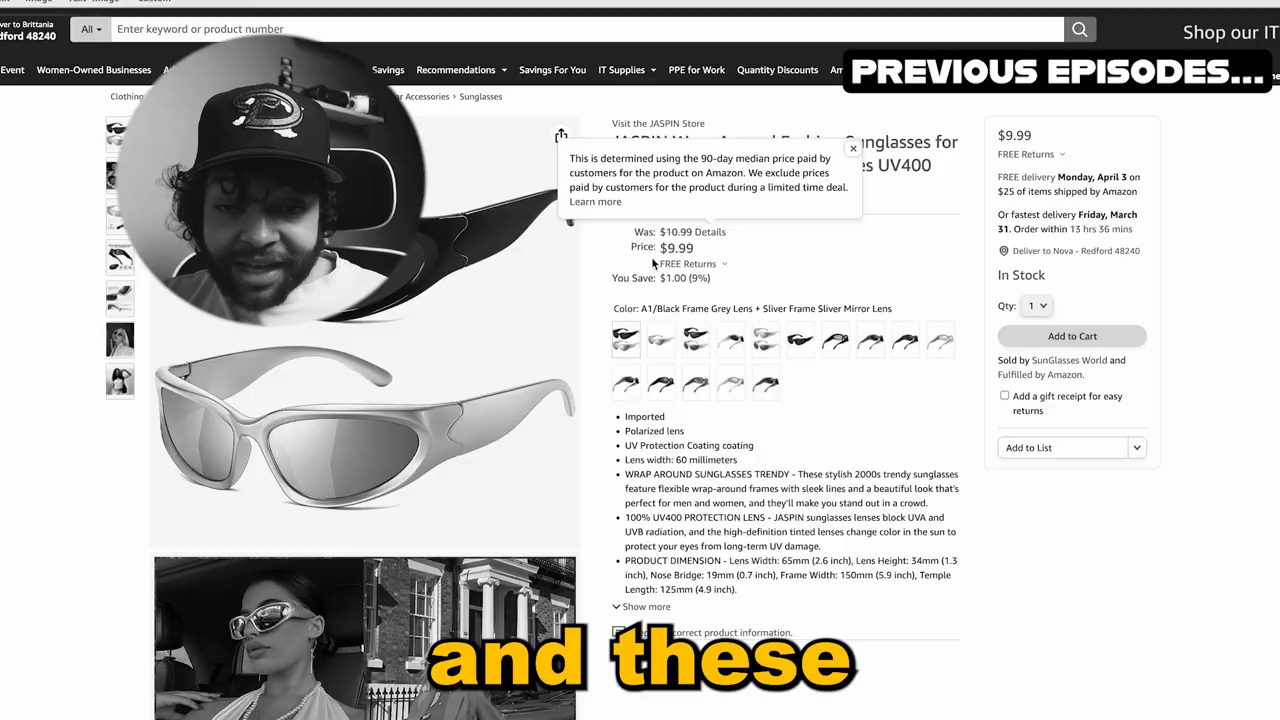 ver to Brittania
edford 48240
All
Enter keyword or product number
Shop our IT
PREVIOUS EPISODES...
Event
Women-Owned Businesses
Savings
Recommendations
Savings For You
IT Supplies
PPE for Work
Quantity Discounts
Clothing
Accessories › Sunglasses
Visit the JASPIN Store
JASPIN
nglasses for
es UV400
This is determined using the 90-day median price paid by
customers for the product on Amazon. We exclude prices
paid by customers for the product during a limited time deal.
Learn more
Was: $10.99 Details
Price: $9.99
FREE Returns
You Save: $1.00 (9%)
Color: A1/Black Frame Grey Lens + Sliver Frame Sliver Mirror Lens
• Imported
• Polarized lens
• UV Protection Coating coating
• Lens width: 60 millimeters
• WRAP AROUND SUNGLASSES TRENDY - These stylish 2000s trendy sunglasses
feature flexible wrap-around frames with sleek lines and a beautiful look that's
perfect for men and women, and they'll make you stand out in a crowd.
• 100% UV400 PROTECTION LENS - JASPIN sunglasses lenses block UVA and
UVB radiation, and the high-definition tinted lenses change color in the sun to
protect your eyes from long-term UV damage.
• PRODUCT DIMENSION - Lens Width: 65mm (2.6 inch), Lens Height: 34mm (1.3
inch), Nose Bridge: 19mm (0.7 inch), Frame Width: 150mm (5.9 inch), Temple
Length: 125mm (4.9 inch).
Show more
correct product information.
$9.99
FREE Returns
FREE delivery Monday, April 3 on
$25 of items shipped by Amazon
Or fastest delivery Friday, March
31. Order within 13 hrs 36 mins
Deliver to Nova - Redford 48240
In Stock
Qty: 1
Add to Cart
Sold by SunGlasses World and
Fulfilled by Amazon.
Add a gift receipt for easy
returns
Add to List
and these